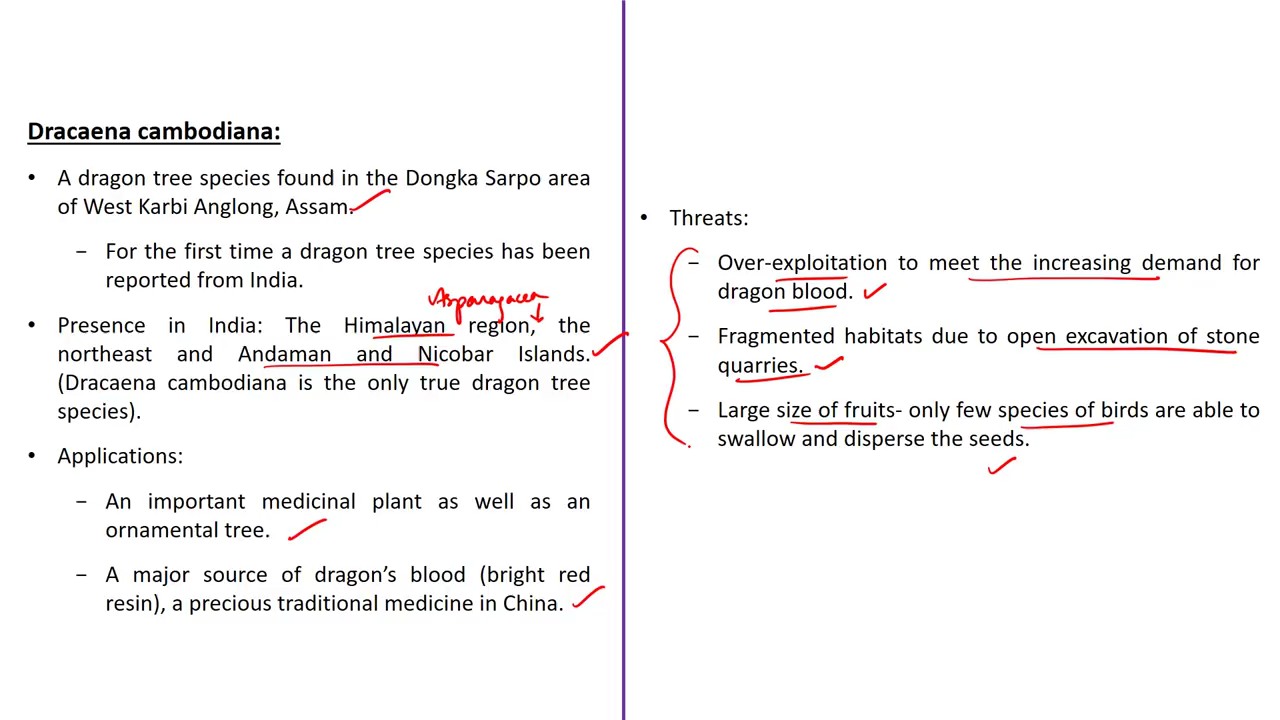 Dracaena cambodiana:
• A dragon tree species found in the Dongka Sarpo area
of West Karbi Anglong, Assam.
− For the first time a dragon tree species has been
reported from India.
Asparagacea
• Presence in India: The Himalayan region, the
northeast and Andaman and Nicobar Islands.
(Dracaena cambodiana is the only true dragon tree
species).
• Applications:
− An important medicinal plant as well as an
ornamental tree.
− A major source of dragon’s blood (bright red
resin), a precious traditional medicine in China.
• Threats:
− Over-exploitation to meet the increasing demand for
dragon blood.
− Fragmented habitats due to open excavation of stone
quarries.
− Large size of fruits- only few species of birds are able to
swallow and disperse the seeds.